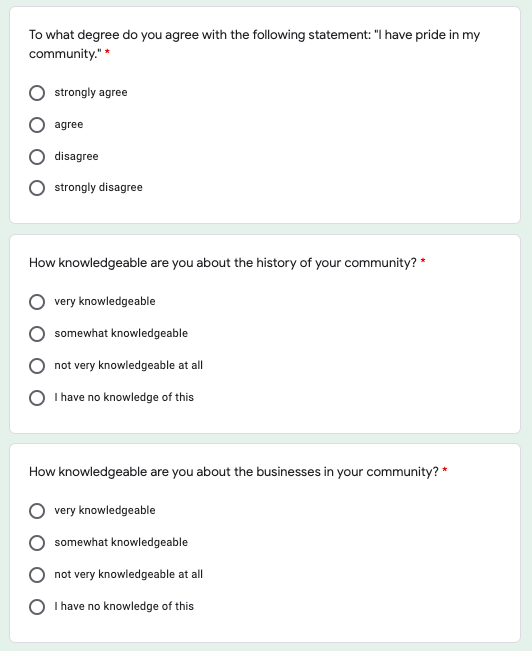 To what degree do you agree with the following statement: "I have pride in my
community." *
strongly agree
agree
disagree
strongly disagree
How knowledgeable are you about the history of your community? *
very knowledgeable
somewhat knowledgeable
not very knowledgeable at all
I have no knowledge of this
How knowledgeable are you about the businesses in your community? *
very knowledgeable
somewhat knowledgeable
not very knowledgeable at all
I have no knowledge of this